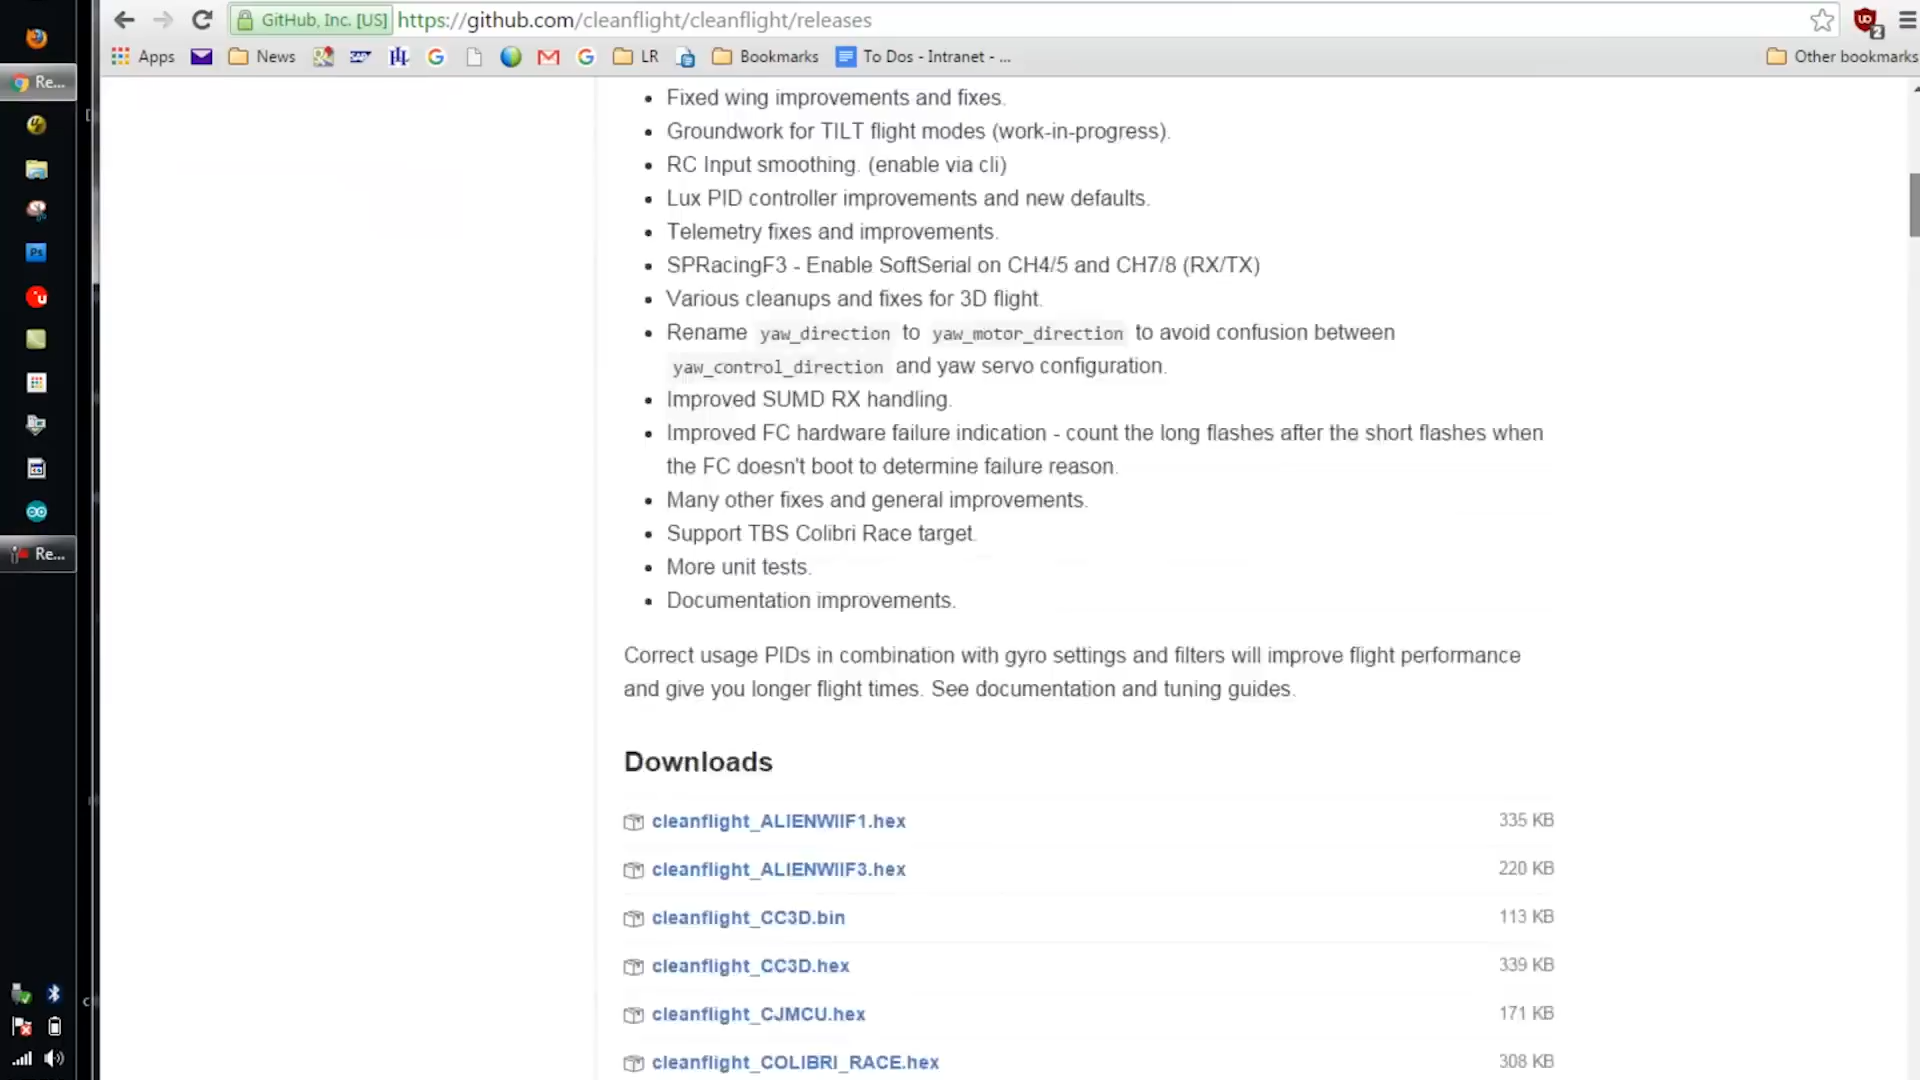 GitHub, Inc. [US] https://github.com/cleanflight/cleanflight/releases
Apps News LR Bookmarks To Dos - Intranet - ... Other bookmarks
Re...
Re...
Fixed wing improvements and fixes.
Groundwork for TILT flight modes (work-in-progress).
RC Input smoothing. (enable via cli)
Lux PID controller improvements and new defaults.
Telemetry fixes and improvements.
SPRacingF3 - Enable SoftSerial on CH4/5 and CH7/8 (RX/TX)
Various cleanups and fixes for 3D flight.
Rename yaw_direction to yaw_motor_direction to avoid confusion between
yaw_control_direction and yaw servo configuration.
Improved SUMD RX handling.
Improved FC hardware failure indication - count the long flashes after the short flashes when
the FC doesn't boot to determine failure reason.
Many other fixes and general improvements.
Support TBS Colibri Race target.
More unit tests.
Documentation improvements.
Correct usage PIDs in combination with gyro settings and filters will improve flight performance
and give you longer flight times. See documentation and tuning guides.
Downloads
cleanflight_ALIENWIIF1.hex 335 KB
cleanflight_ALIENWIIF3.hex 220 KB
cleanflight_CC3D.bin 113 KB
cleanflight_CC3D.hex 339 KB
cleanflight_CJMCU.hex 171 KB
cleanflight_COLIBRI_RACE.hex 308 KB